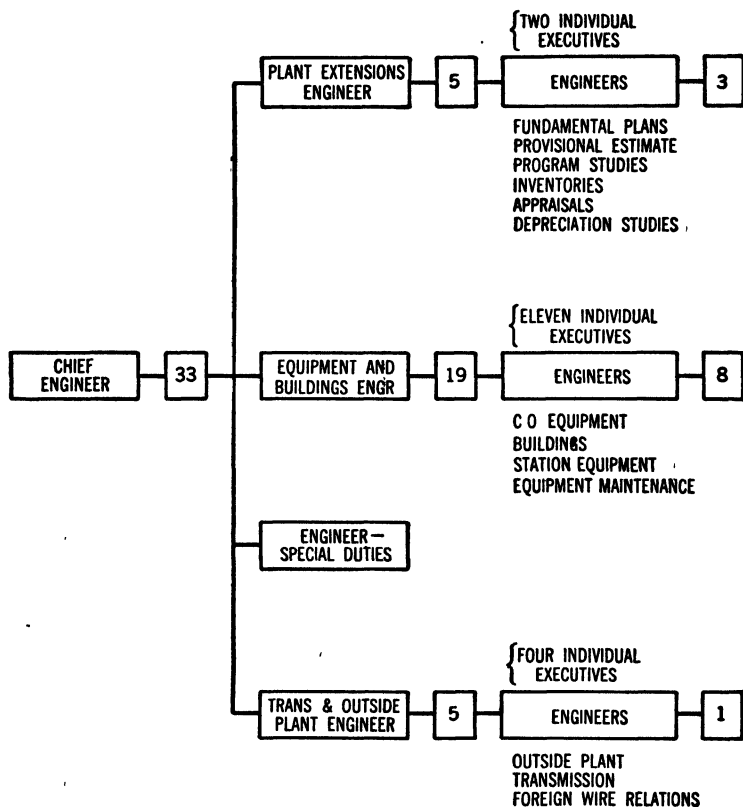 {TWO INDIVIDUAL
EXECUTIVES
PLANT EXTENSIONS
ENGINEER
5
ENGINEERS
3
FUNDAMENTAL PLANS
PROVISIONAL ESTIMATE
PROGRAM STUDIES
INVENTORIES
APPRAISALS
DEPRECIATION STUDIES
CHIEF
ENGINEER
33
{ELEVEN INDIVIDUAL
EXECUTIVES
EQUIPMENT AND
BUILDINGS ENGR
19
ENGINEERS
8
C O EQUIPMENT
BUILDINGS
STATION EQUIPMENT
EQUIPMENT MAINTENANCE
ENGINEER—
SPECIAL DUTIES
{FOUR INDIVIDUAL
EXECUTIVES
TRANS & OUTSIDE
PLANT ENGINEER
5
ENGINEERS
1
OUTSIDE PLANT
TRANSMISSION
FOREIGN WIRE RELATIONS